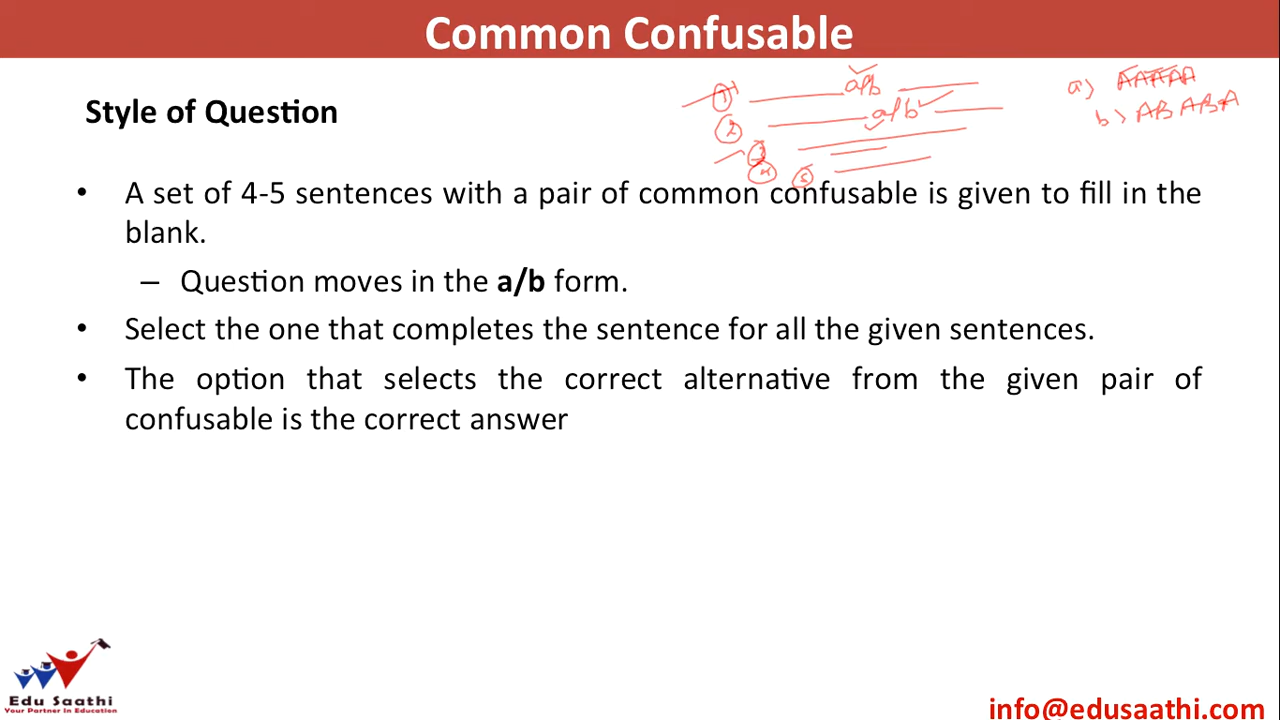 Common Confusable
a/b
a) AAAAA
Style of Question
1
a/b
b) ABABA
2
3
4
5
• A set of 4-5 sentences with a pair of common confusable is given to fill in the
blank.
– Question moves in the a/b form.
• Select the one that completes the sentence for all the given sentences.
• The option that selects the correct alternative from the given pair of
confusable is the correct answer
Edu Saathi
Your Partner In Education
info@edusaathi.com